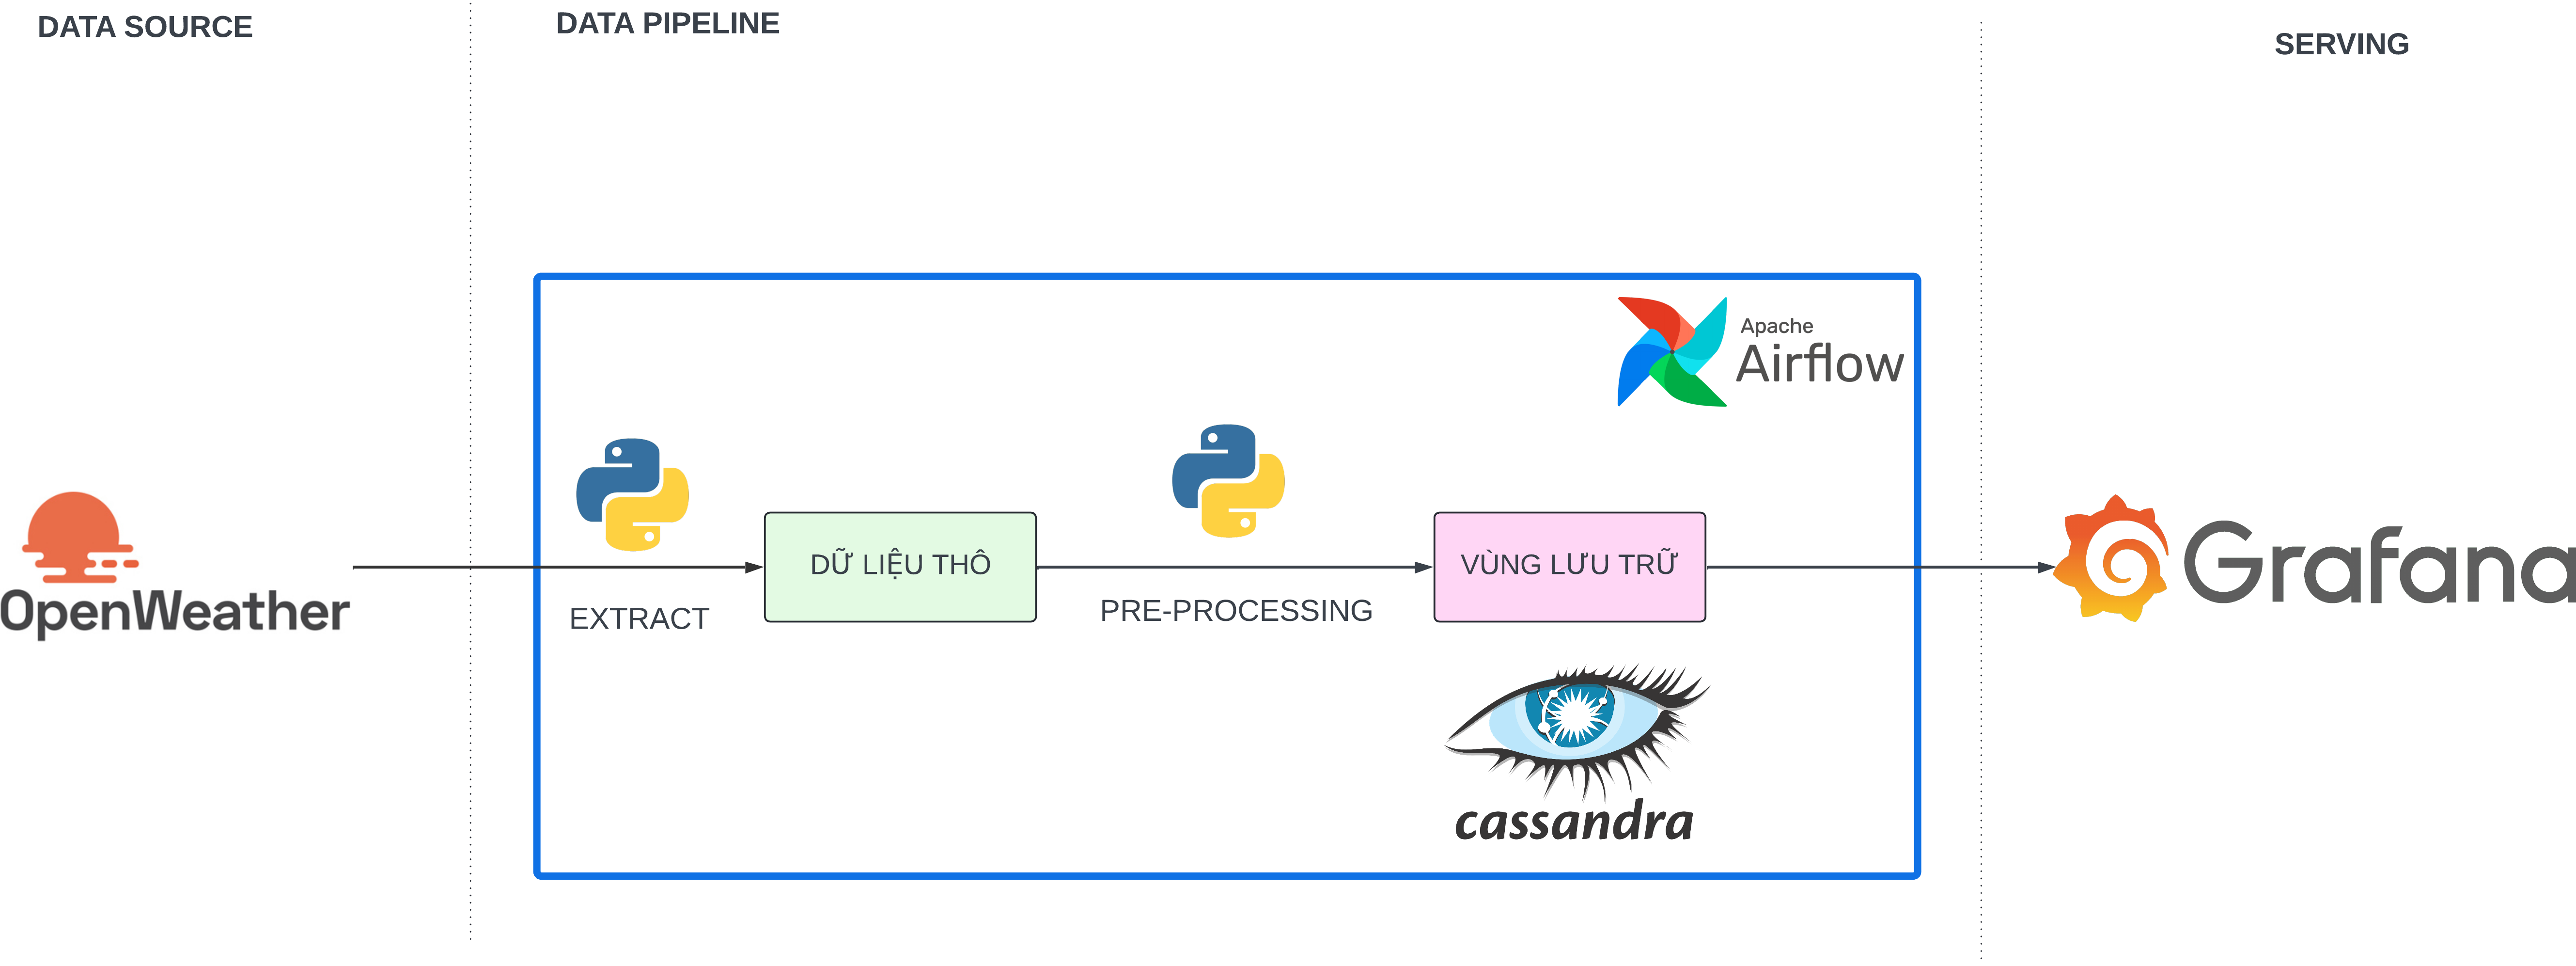 DATA SOURCE
DATA PIPELINE
SERVING
Apache
Airflow
OpenWeather
EXTRACT
DỮ LIỆU THÔ
PRE-PROCESSING
VÙNG LƯU TRỮ
cassandra
Grafana